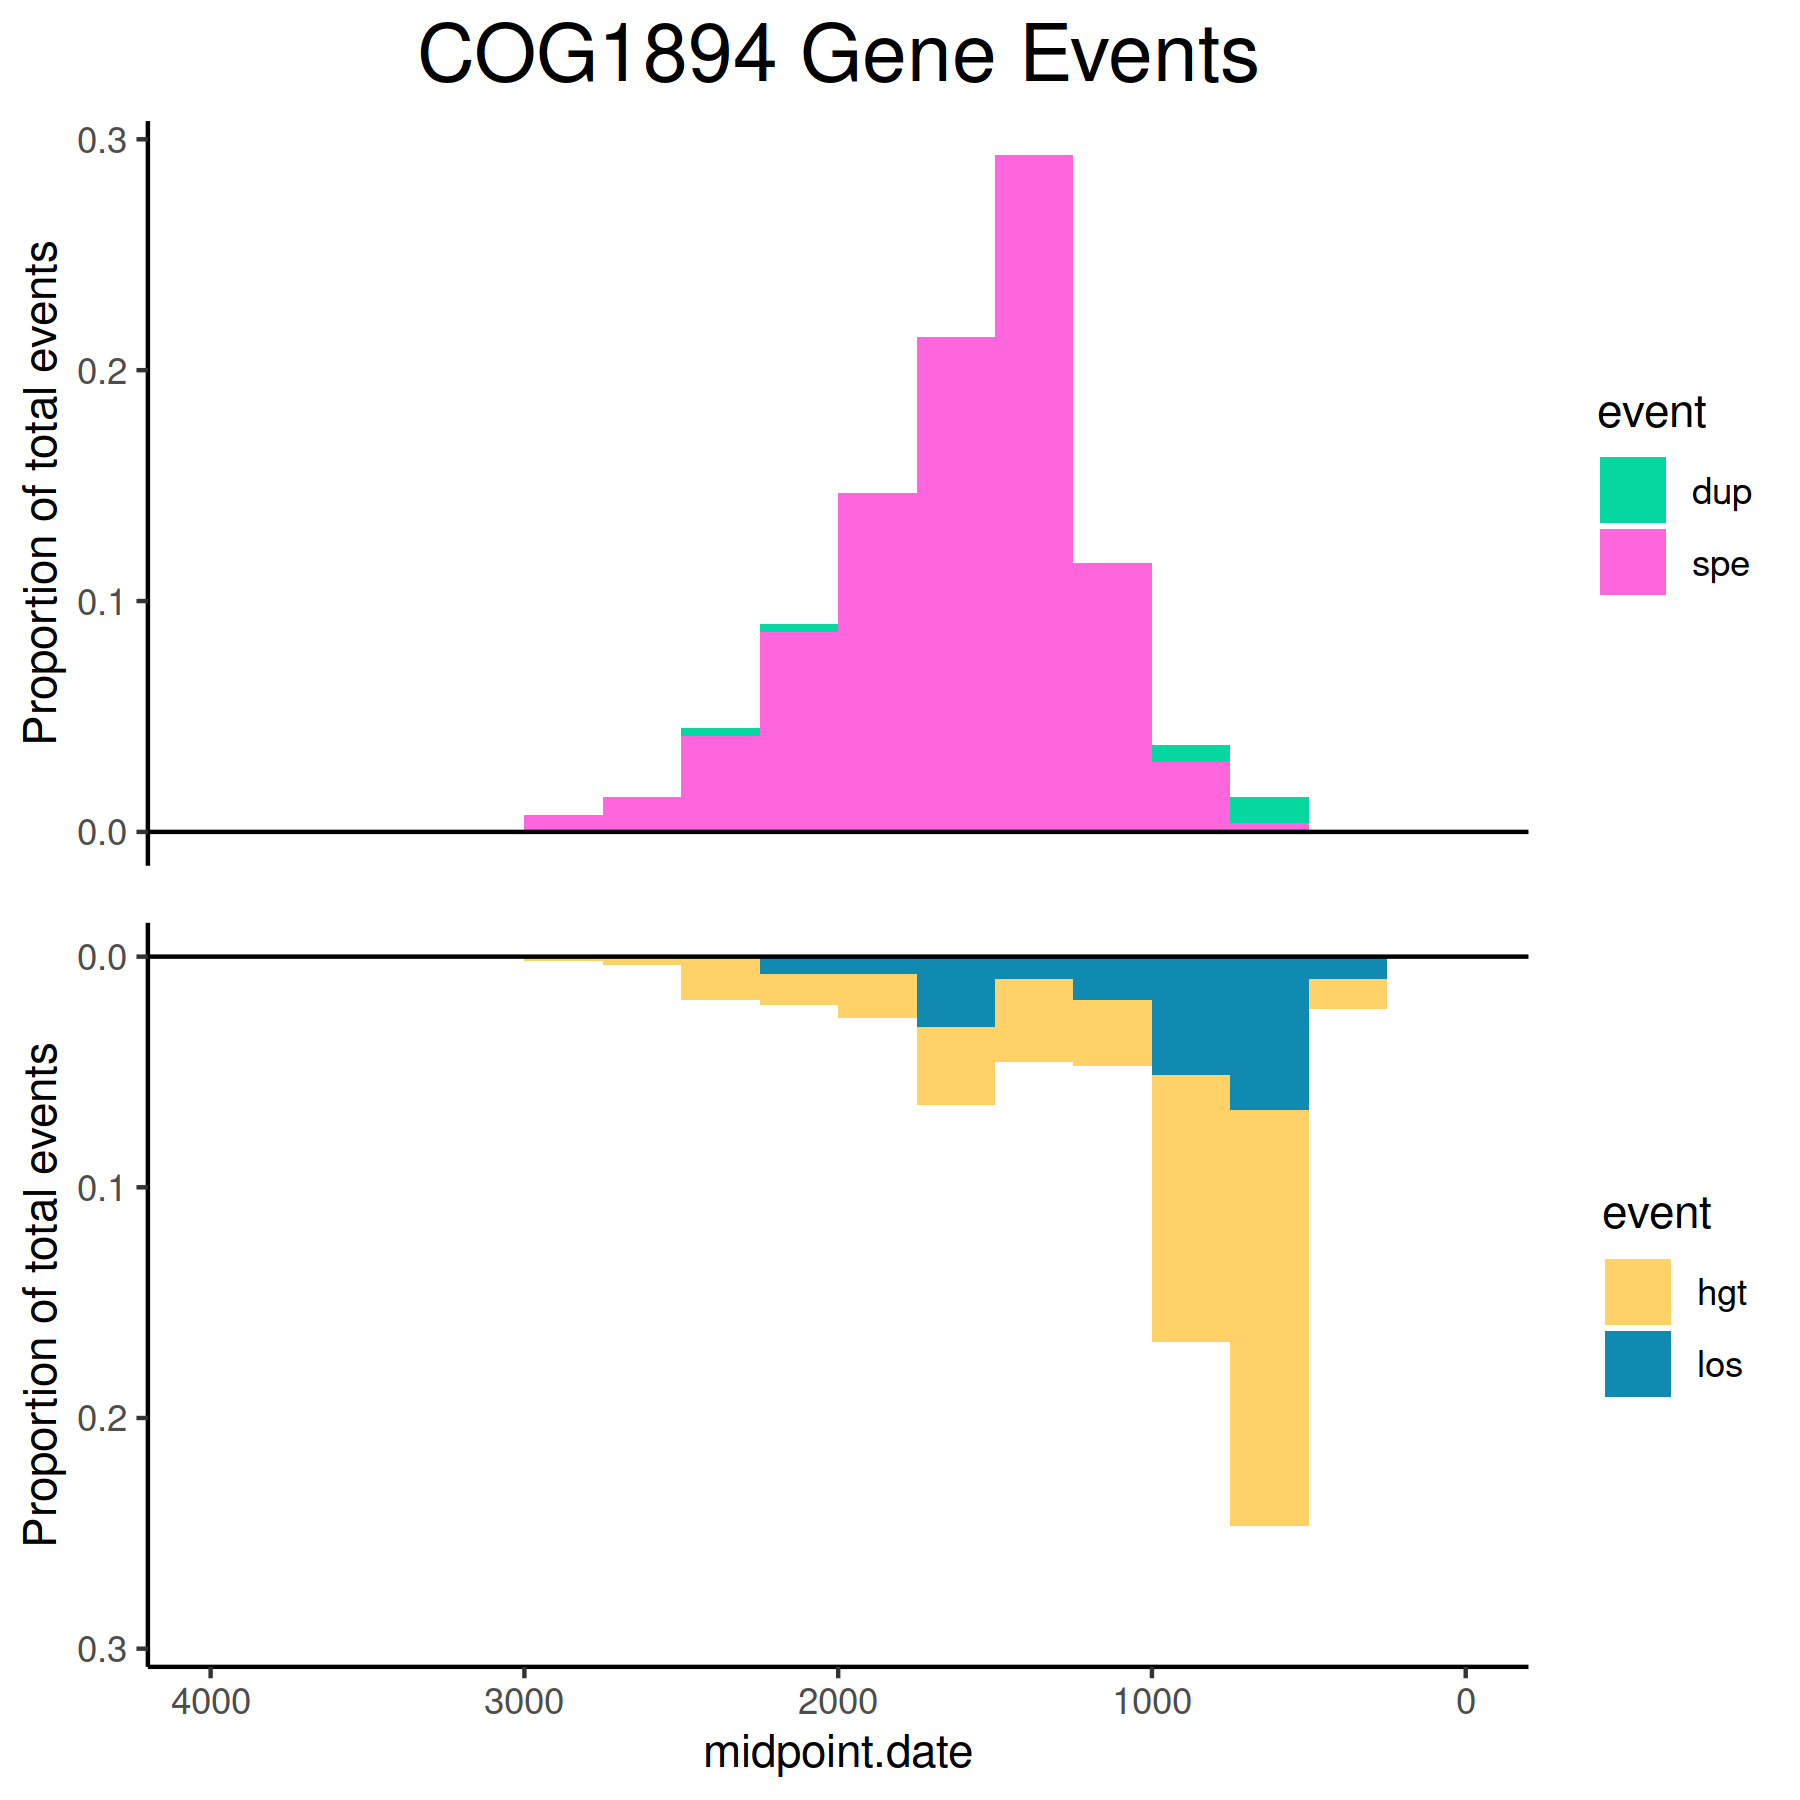 COG1894 Gene Events
Proportion of total events
0.3
0.2
0.1
0.0
event
dup
spe
Proportion of total events
0.0
0.1
0.2
0.3
event
hgt
los
4000 3000 2000 1000 0
midpoint.date